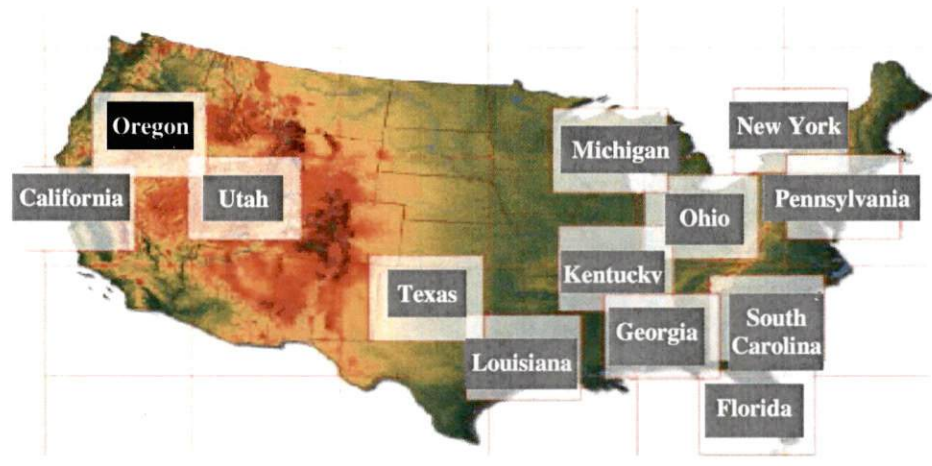 Oregon
New York
Michigan
California
Utah
Pennsylvania
Ohio
Kentuckv
Texas
South
Carolina
Georgia
Louisiana
Florida